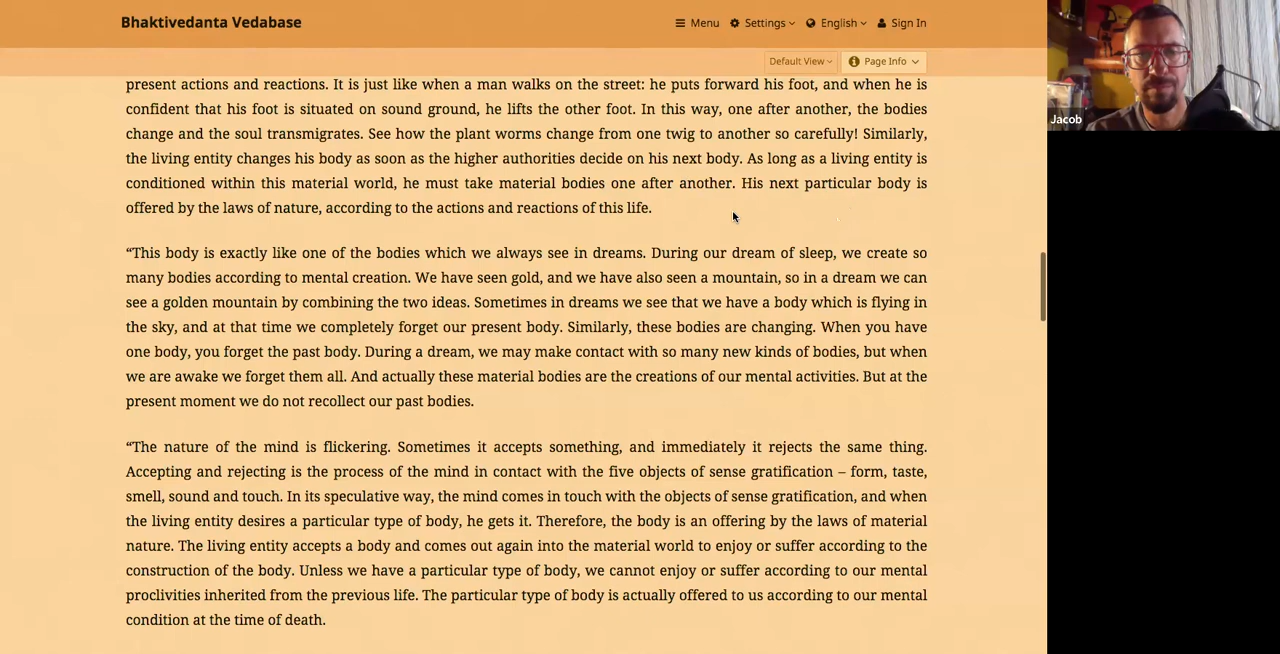 Bhaktivedanta Vedabase
Menu Settings English Sign In
Default View Page Info
present actions and reactions. It is just like when a man walks on the street: he puts forward his foot, and when he is
confident that his foot is situated on sound ground, he lifts the other foot. In this way, one after another, the bodies
change and the soul transmigrates. See how the plant worms change from one twig to another so carefully! Similarly,
the living entity changes his body as soon as the higher authorities decide on his next body. As long as a living entity is
conditioned within this material world, he must take material bodies one after another. His next particular body is
offered by the laws of nature, according to the actions and reactions of this life.
“This body is exactly like one of the bodies which we always see in dreams. During our dream of sleep, we create so
many bodies according to mental creation. We have seen gold, and we have also seen a mountain, so in a dream we can
see a golden mountain by combining the two ideas. Sometimes in dreams we see that we have a body which is flying in
the sky, and at that time we completely forget our present body. Similarly, these bodies are changing. When you have
one body, you forget the past body. During a dream, we may make contact with so many new kinds of bodies, but when
we are awake we forget them all. And actually these material bodies are the creations of our mental activities. But at the
present moment we do not recollect our past bodies.
“The nature of the mind is flickering. Sometimes it accepts something, and immediately it rejects the same thing.
Accepting and rejecting is the process of the mind in contact with the five objects of sense gratification – form, taste,
smell, sound and touch. In its speculative way, the mind comes in touch with the objects of sense gratification, and when
the living entity desires a particular type of body, he gets it. Therefore, the body is an offering by the laws of material
nature. The living entity accepts a body and comes out again into the material world to enjoy or suffer according to the
construction of the body. Unless we have a particular type of body, we cannot enjoy or suffer according to our mental
proclivities inherited from the previous life. The particular type of body is actually offered to us according to our mental
condition at the time of death.
Jacob